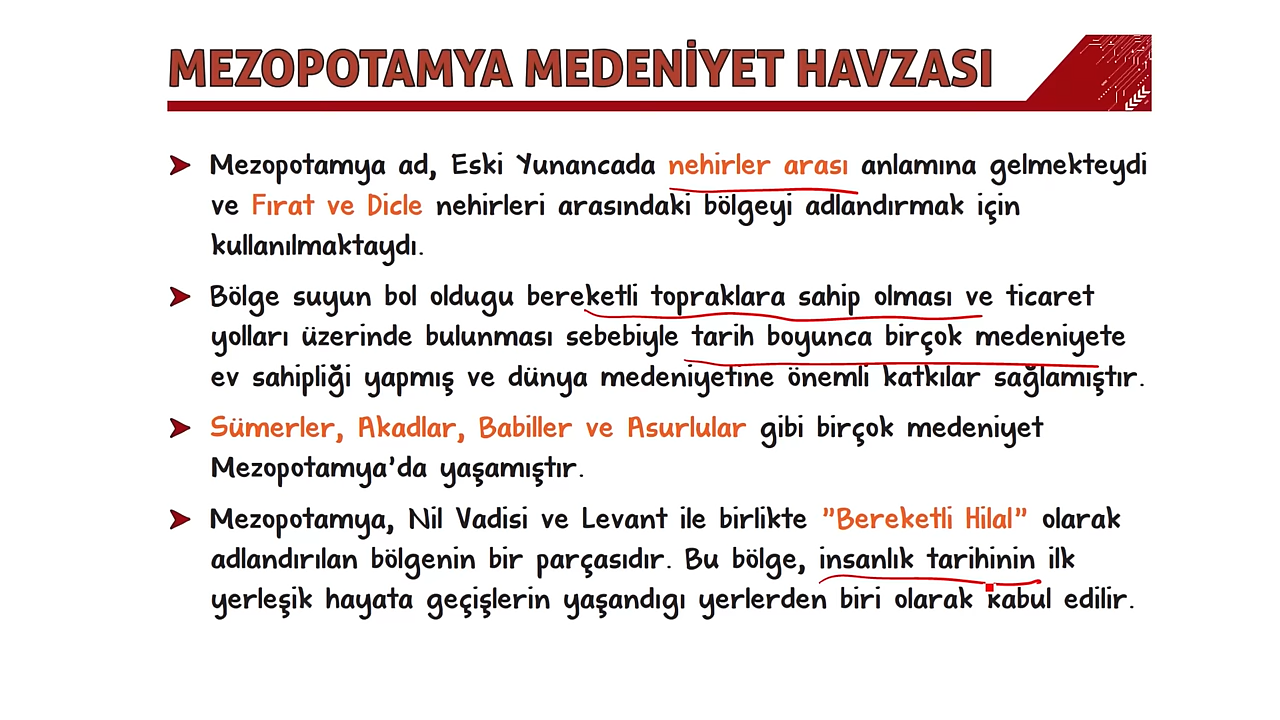 MEZOPOTAMYA MEDENİYET HAVZASI
Mezopotamya ad, Eski Yunancada nehirler arası anlamına gelmekteydi
ve Fırat ve Dicle nehirleri arasındaki bölgeyi adlandırmak için
kullanılmaktaydı.
Bölge suyun bol oldugu bereketli topraklara sahip olması ve ticaret
yolları üzerinde bulunması sebebiyle tarih boyunca birçok medeniyete
ev sahipliği yapmış ve dünya medeniyetine önemli katkılar sağlamıştır.
Sümerler, Akadlar, Babiller ve Asurlular gibi birçok medeniyet
Mezopotamya'da yaşamıştır.
Mezopotamya, Nil Vadisi ve Levant ile birlikte "Bereketli Hilal" olarak
adlandırılan bölgenin bir parçasıdır. Bu bölge, insanlık tarihinin ilk
yerleşik hayata geçişlerin yaşandıgı yerlerden biri olarak kabul edilir.